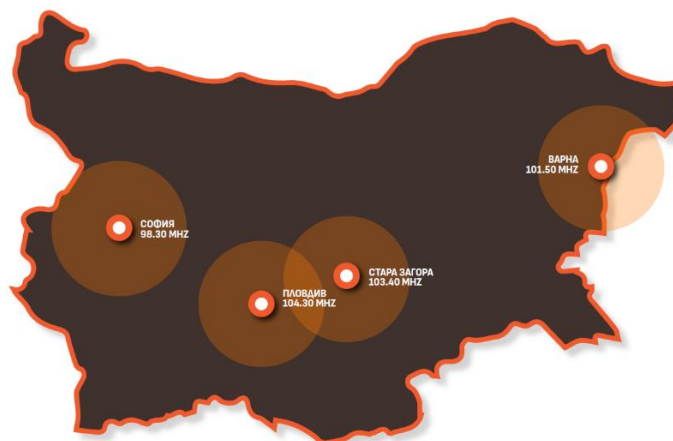 ВАРНА
101.50 MHZ
СОФИЯ
98.30 MHZ
СТАРА ЗАГОРА
103.40 MHZ
ПЛОВДИВ
104.30 MHZ